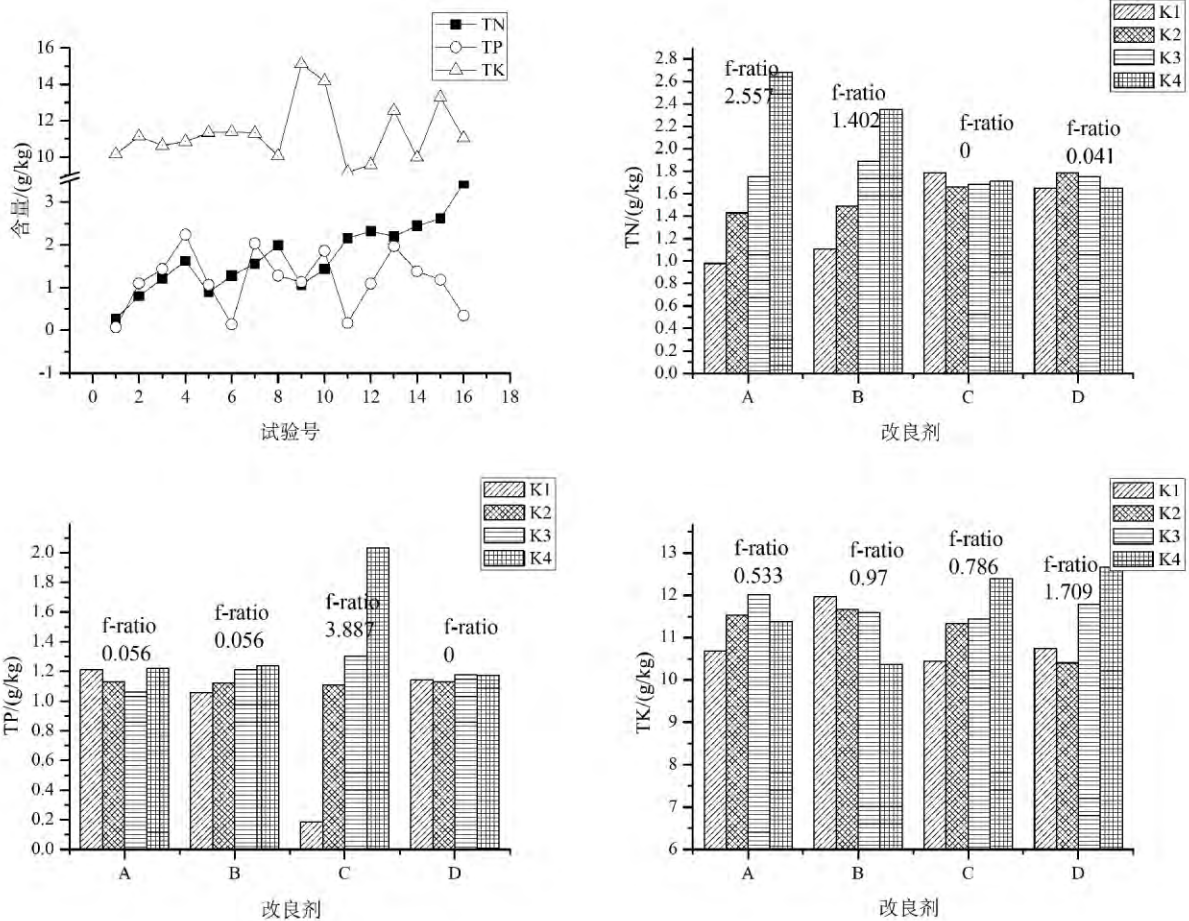 TN
TP
TK
16
14
12
10
3
2
1
0
-1
含量/(g/kg)
0 2 4 6 8 10 12 14 16 18
试验号
K1
K2
K3
K4
2.8
2.6
2.4
2.2
2.0
1.8
1.6
1.4
1.2
1.0
0.8
0.6
0.4
0.2
0.0
TN/(g/kg)
f-ratio
2.557
f-ratio
1.402
f-ratio
0
f-ratio
0.041
A B C D
改良剂
K1
K2
K3
K4
2.0
1.8
1.6
1.4
1.2
1.0
0.8
0.6
0.4
0.2
0.0
TP/(g/kg)
f-ratio
0.056
f-ratio
0.056
f-ratio
3.887
f-ratio
0
A B C D
改良剂
K1
K2
K3
K4
13
12
11
10
9
8
7
6
TK/(g/kg)
f-ratio
0.533
f-ratio
0.97
f-ratio
0.786
f-ratio
1.709
A B C D
改良剂